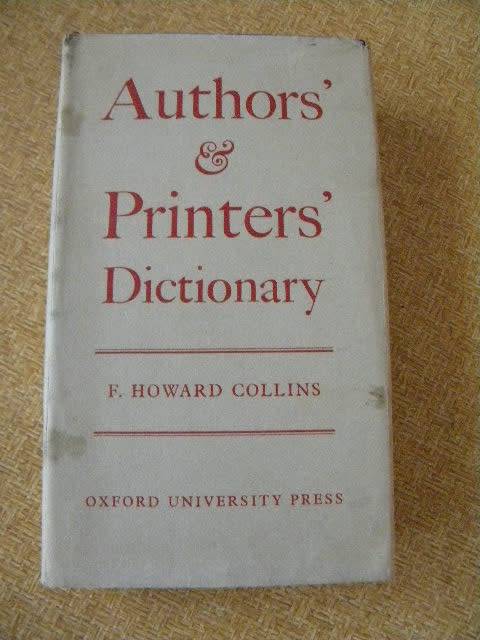 Authors’
&
Printers’
Dictionary
F. HOWARD COLLINS
OXFORD UNIVERSITY PRESS